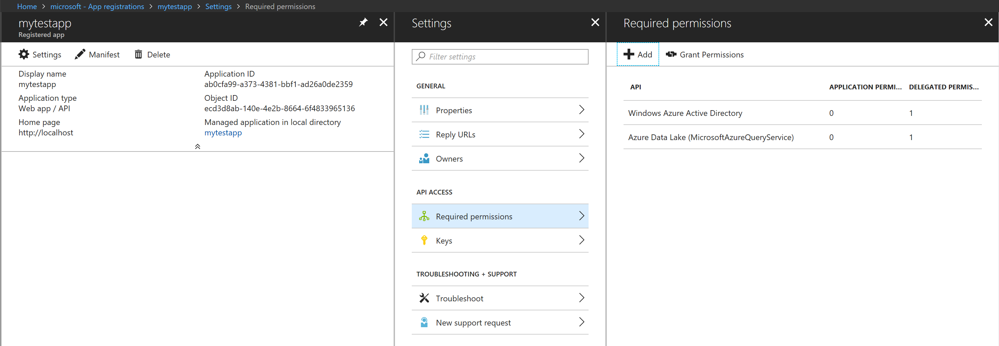 Home > microsoft - App registrations > mytestapp > Settings > Required permissions
mytestapp
Registered app
Settings
Manifest
Delete
Display name
mytestapp
Application type
Web app / API
Home page
http://localhost
Application ID
ab0cfa99-a373-4381-bbf1-ad26a0de2359
Object ID
ecd3d8ab-140e-4e2b-8664-6f4833965136
Managed application in local directory
mytestapp
Settings
Filter settings
GENERAL
Properties
Reply URLs
Owners
API ACCESS
Required permissions
Keys
TROUBLESHOOTING + SUPPORT
Troubleshoot
New support request
Required permissions
Add
Grant Permissions
API APPLICATION PERMI... DELEGATED PERMIS...
Windows Azure Active Directory 0 1
Azure Data Lake (MicrosoftAzureQueryService) 0 1